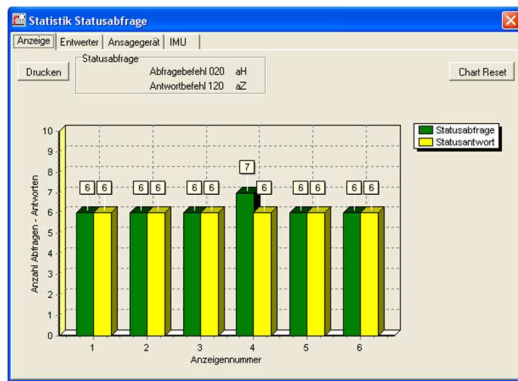 Statistik Statusabfrage
Anzeige Entwerter Ansagegerät IMU
Drucken
Statusabfrage
Abfragebefehl 020 aH
Antwortbefehl 120 aZ
Chart Reset
Statusabfrage
Statusantwort
Anzahl Abfragen - Antworten
10
9
8
7
6
5
4
3
2
1
0
6 6 6 6 6 6 7 6 6 6 6 6
1 2 3 4 5 6
Anzeigennummer